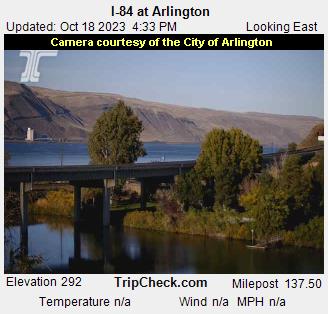 I-84 at Arlington
Updated: Oct 18 2023 4:33 PM Looking East
Camera courtesy of the City of Arlington
Elevation 292 TripCheck.com Milepost 137.50
Temperature n/a Wind n/a MPH n/a